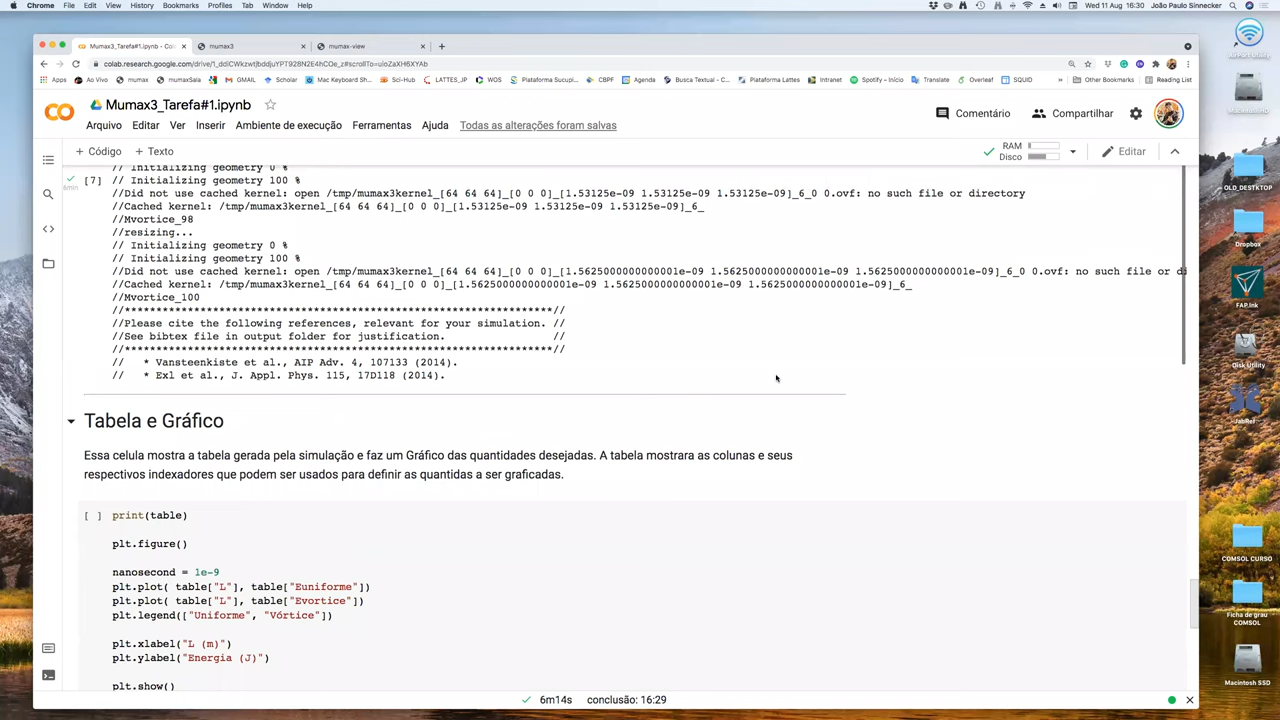 Chrome File Edit View History Bookmarks Profiles Tab Window Help
Wed 11 Aug 16:30 João Paulo Sinnecker
Mumax3_Tarefa#1.ipynb - Col
mumax3
mumax-view
AirPort Utility
Apps Ao Vivo mumax mumaxSala GMAIL Scholar Mac Keyboard Sh... Sci-Hub LATTES_JP WOS Plataforma Sucupi... CBPF Agenda Busca Textual - C... Plataforma Lattes Intranet Spotify – Início Translate Overleaf SQUID » Other Bookmarks Reading List
Mumax3_Tarefa#1.ipynb
Comentário Compartilhar
Arquivo Editar Ver Inserir Ambiente de execução Ferramentas Ajuda Todas as alterações foram salvas
+ Código + Texto
RAM
Disco
Editar
// Initializing geometry 0 %
[7] // Initializing geometry 100 %
6min
//Did not use cached kernel: open /tmp/mumax3kernel_[64 64 64]_[0 0 0]_[1.53125e-09 1.53125e-09 1.53125e-09]_6_0 0.ovf: no such file or directory
//Cached kernel: /tmp/mumax3kernel_[64 64 64]_[0 0 0]_[1.53125e-09 1.53125e-09 1.53125e-09]_6_
//Mvortice_98
//resizing...
// Initializing geometry 0 %
// Initializing geometry 100 %
//Did not use cached kernel: open /tmp/mumax3kernel_[64 64 64]_[0 0 0]_[1.5625000000000001e-09 1.5625000000000001e-09 1.5625000000000001e-09]_6_0 0.ovf: no such file or di
//Cached kernel: /tmp/mumax3kernel_[64 64 64]_[0 0 0]_[1.5625000000000001e-09 1.5625000000000001e-09 1.5625000000000001e-09]_6_
//Mvortice_100
//************************************************************//
//Please cite the following references, relevant for your simulation. //
//See bibtex file in output folder for justification. //
//************************************************************//
// * Vansteenkiste et al., AIP Adv. 4, 107133 (2014).
// * Exl et al., J. Appl. Phys. 115, 17D118 (2014).
Tabela e Gráfico
Essa celula mostra a tabela gerada pela simulação e faz um Gráfico das quantidades desejadas. A tabela mostrara as colunas e seus
respectivos indexadores que podem ser usados para definir as quantidas a ser graficadas.
[ ] print(table)
plt.figure()
nanosecond = 1e-9
plt.plot( table["L"], table["Euniforme"])
plt.plot( table["L"], table["Evortice"])
plt.legend(["Uniforme", "Vórtice"])
plt.xlabel("L (m)")
plt.ylabel("Energia (J)")
plt.show()
6m14s conclusão: 16:29
OLD_DESTKTOP
Dropbox
FAP.lnk
Disk Utility
JabRef
COMSOL CURSO
Ficha de grau
COMSOL
Macintosh SSD